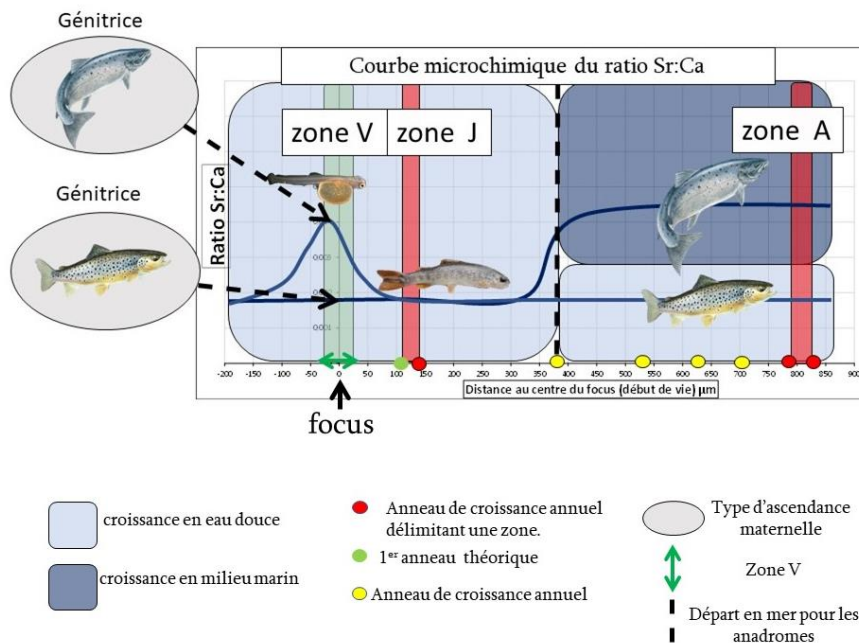 Génitrice
Génitrice
Courbe microchimique du ratio Sr:Ca
zone V
zone J
zone A
Ratio Sr:Ca
0,003
0,001
-200 -150 -100 -50 0 50 100 150 200 250 300 350 400 450 500 550 600 650 700 750 800 850 900
Distance au centre du focus (début de vie) µm
focus
croissance en eau douce
croissance en milieu marin
Anneau de croissance annuel
délimitant une zone.
1er anneau théorique
Anneau de croissance annuel
Type d'ascendance
maternelle
Zone V
Départ en mer pour les
anadromes